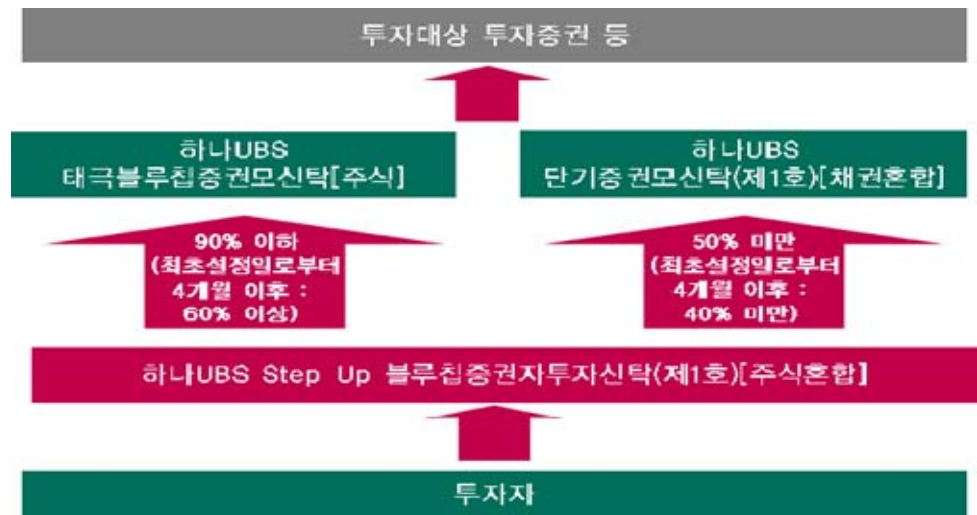 투자대상 투자증권 등
하나UBS
태극블루칩증권모신탁[주식]
하나UBS
단기증권모신탁(제1호)[채권혼합]
90% 이하
(최초설정일로부터
4개월 이후 :
60% 이상)
50% 미만
(최초설정일로부터
4개월 이후 :
40% 미만)
하나UBS Step Up 블루칩증권자투자신탁(제1호)[주식혼합]
투자자